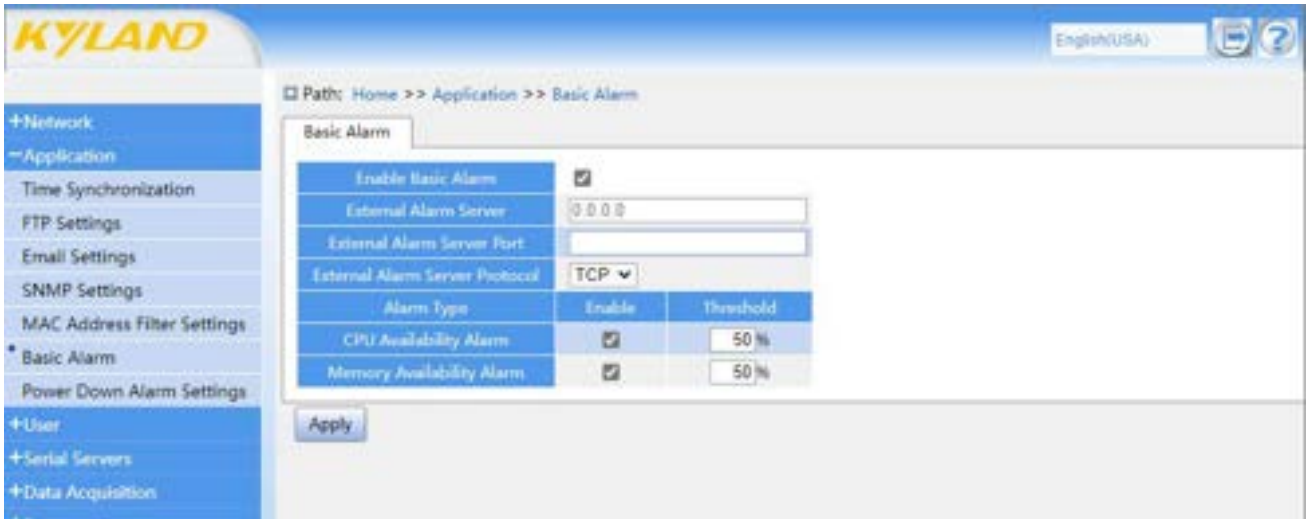 KYLAND
English(USA)
Path: Home >> Application >> Basic Alarm
+Network
−Application
Time Synchronization
FTP Settings
Email Settings
SNMP Settings
MAC Address Filter Settings
Basic Alarm
Power Down Alarm Settings
+User
+Serial Servers
+Data Acquisition
Basic Alarm
Enable Basic Alarm
External Alarm Server 0.0.0.0
External Alarm Server Port
External Alarm Server Protocol TCP
Alarm Type Enable Threshold
CPU Availability Alarm 50 %
Memory Availability Alarm 50 %
Apply